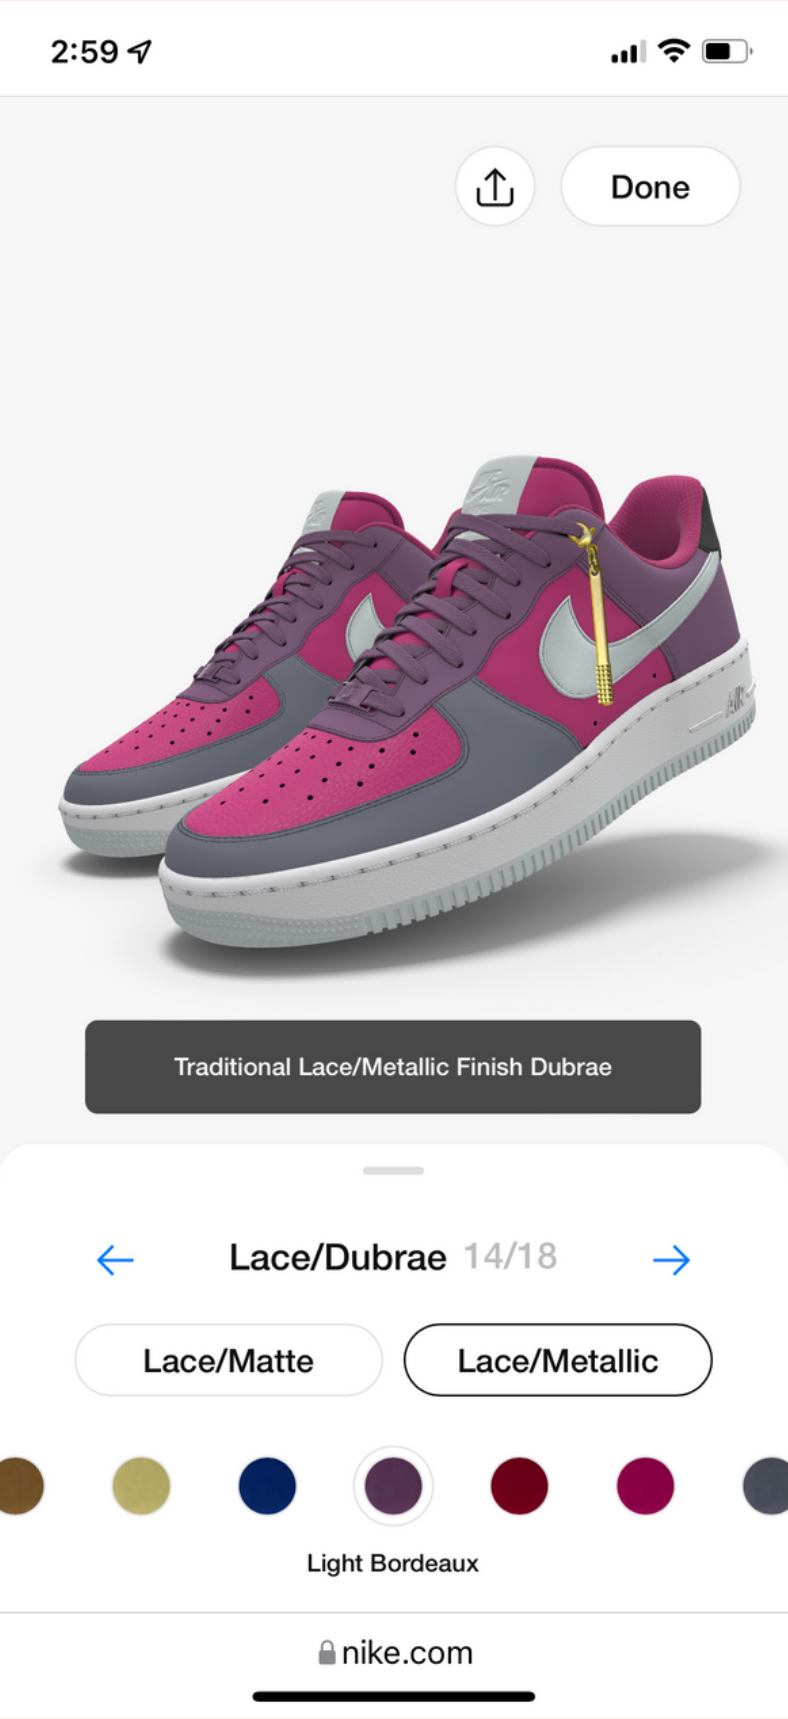 2:59
Done
AIR
Traditional Lace/Metallic Finish Dubrae
Lace/Dubrae 14/18
Lace/Matte
Lace/Metallic
Light Bordeaux
nike.com